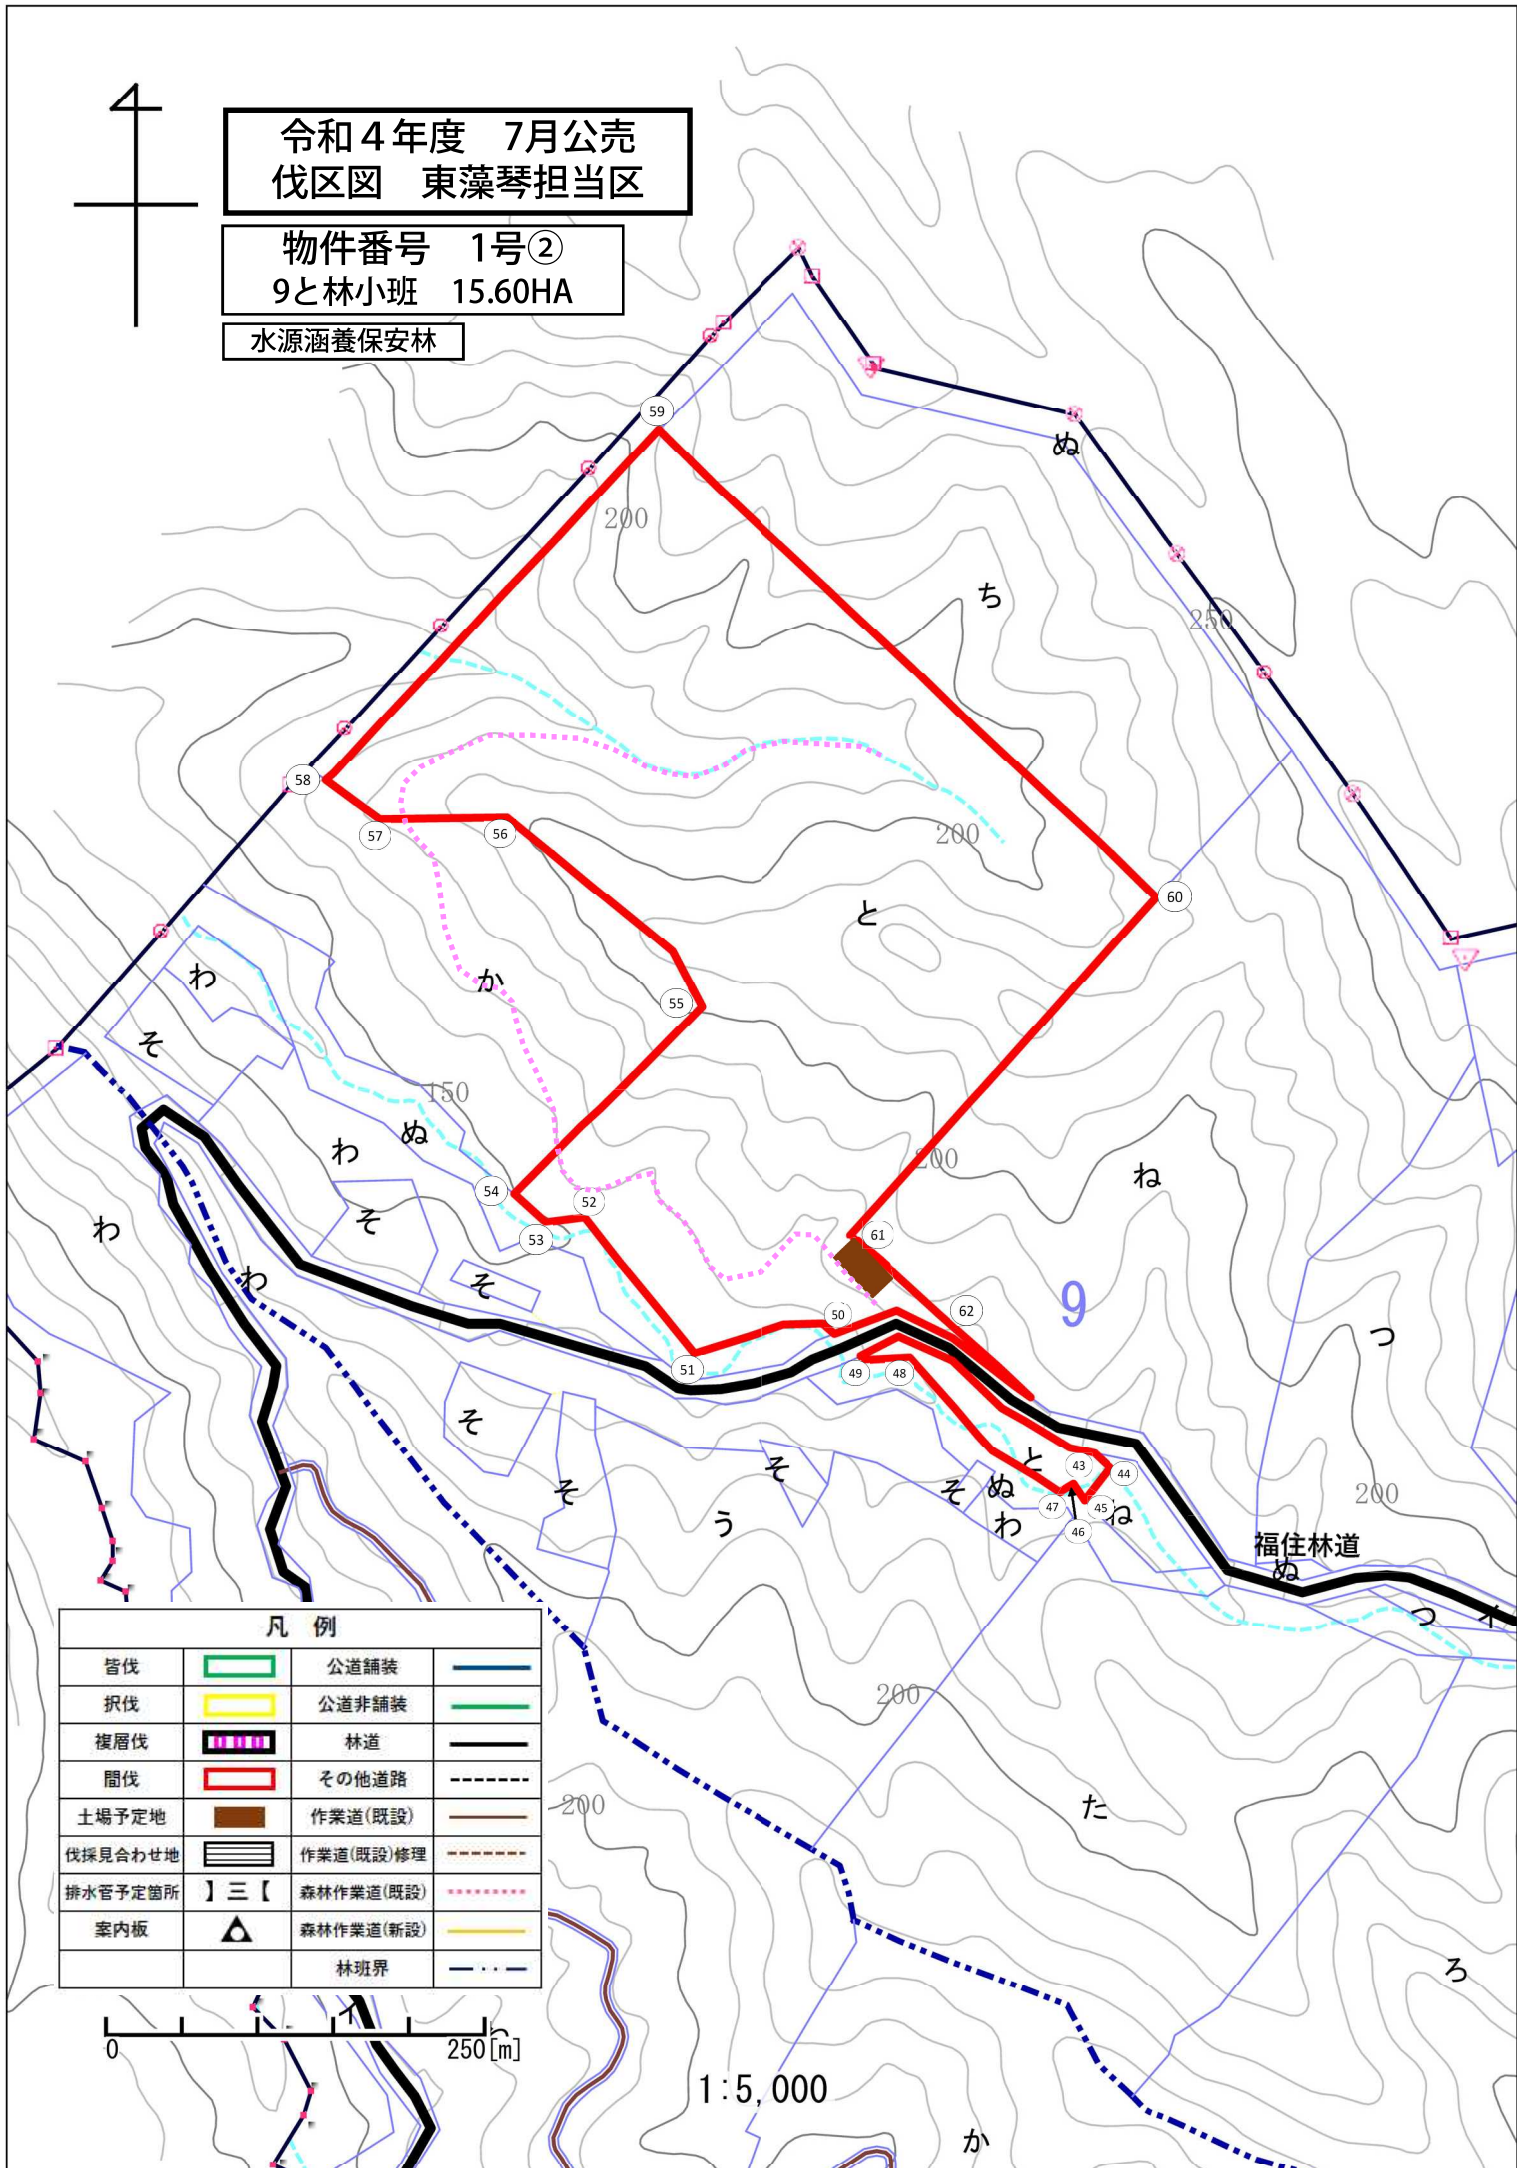 令和４年度　7月公売
伐区図　東藻琴担当区
物件番号　1号②
9と林小班　15.60HA
水源涵養保安林
59
ぬ
200
ち
250
58
57
56
200
60
と
わ
か
55
そ
150
ぬ
わ
200
ね
54
52
そ
わ
53
61
わ
そ
9
50
62
つ
51
49
48
そ
と
43
44
そ
そ
ぬ
そ
47
45
ね
200
う
わ
46
福住林道
ぬ
つ
イ
凡　例
皆伐
公道舗装
択伐
公道非舗装
複層伐
林道
間伐
その他道路
土場予定地
作業道(既設)
伐採見合わせ地
作業道(既設)修理
排水管予定箇所
】三【
森林作業道(既設)
案内板
森林作業道(新設)
林班界
200
200
た
ろ
イ
0
250[m]
1:5,000
か